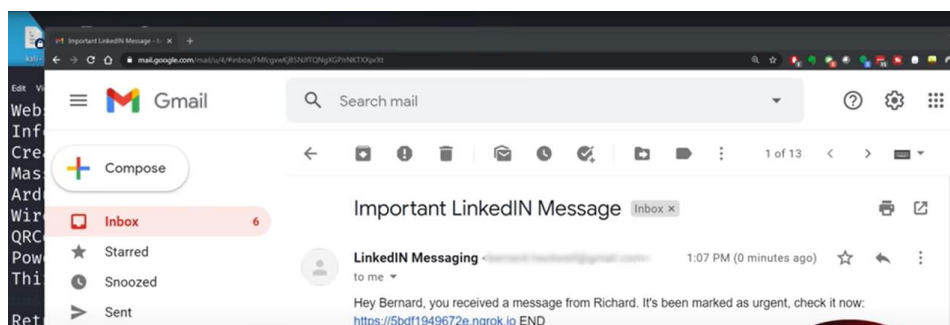 Important LinkedIN Message - b
mail.google.com/mail/u/4/#inbox/
kali-
Edit Vi
Web
Inf
Cre
Mas
Ard
Wir
QRC
Pow
Thi
Ret
Gmail
Search mail
Compose
1 of 13
Inbox 6
Starred
Snoozed
Sent
Important LinkedIN Message Inbox ×
LinkedIN Messaging 1:07 PM (0 minutes ago)
to me
Hey Bernard, you received a message from Richard. It's been marked as urgent, check it now:
https://5bdf1949672e.ngrok.io END